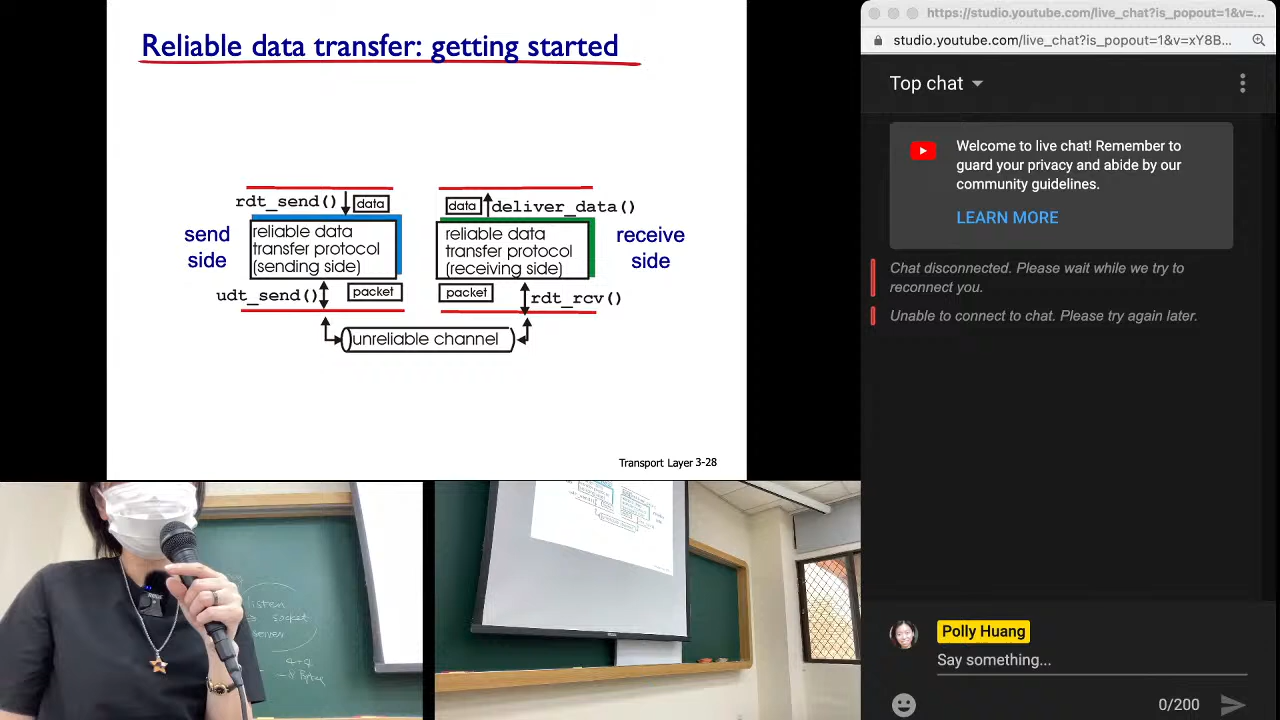 Reliable data transfer: getting started
rdt_send()
data
data
deliver_data()
send
side
reliable data
transfer protocol
(sending side)
reliable data
transfer protocol
(receiving side)
receive
side
udt_send()
packet
packet
rdt_rcv()
unreliable channel
Transport Layer 3-28
listen
socket
https://studio.youtube.com/live_chat?is_popout=1&v=...
studio.youtube.com/live_chat?is_popout=1&v=xY8B...
Top chat
Welcome to live chat! Remember to
guard your privacy and abide by our
community guidelines.
LEARN MORE
Chat disconnected. Please wait while we try to
reconnect you.
Unable to connect to chat. Please try again later.
Polly Huang
Say something...
0/200